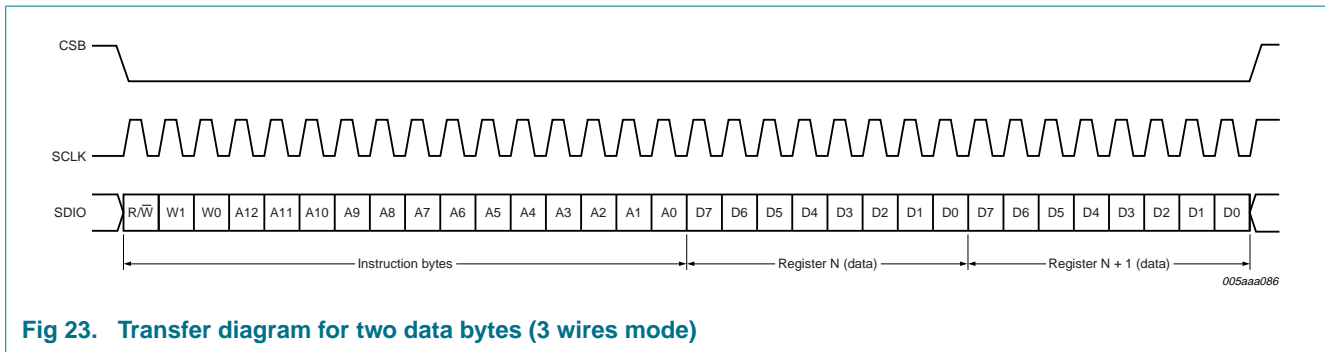 CSB
SCLK
SDIO R/W̅ W1 W0 A12 A11 A10 A9 A8 A7 A6 A5 A4 A3 A2 A1 A0 D7 D6 D5 D4 D3 D2 D1 D0 D7 D6 D5 D4 D3 D2 D1 D0
Instruction bytes Register N (data) Register N + 1 (data)
005aaa086
Fig 23. Transfer diagram for two data bytes (3 wires mode)